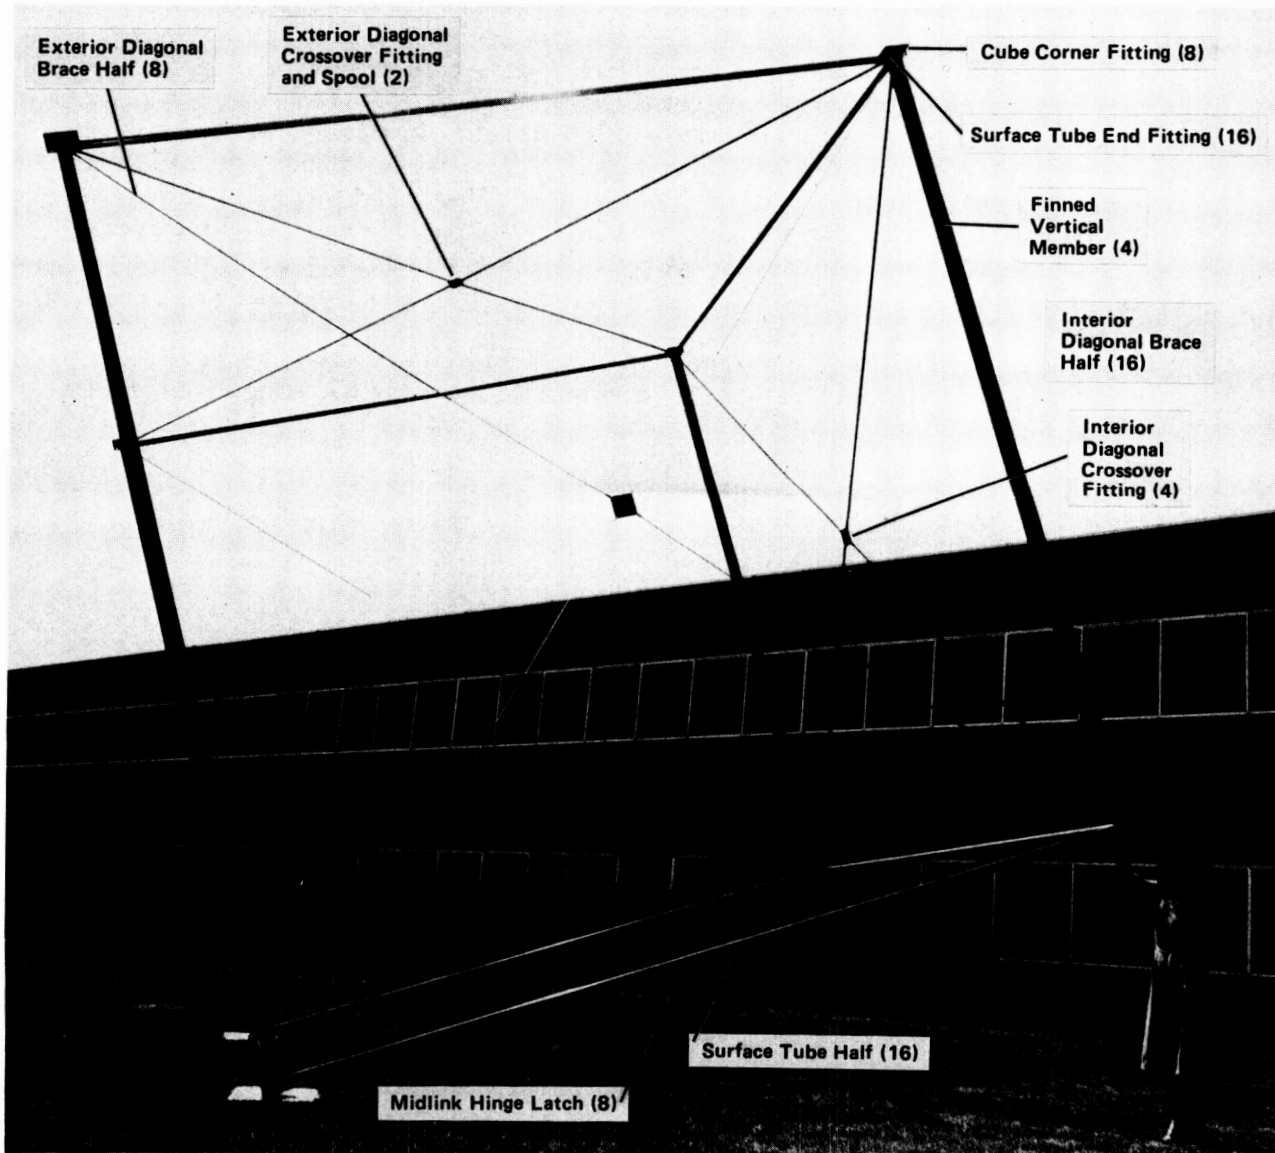 Exterior Diagonal
Brace Half (8)
Exterior Diagonal
Crossover Fitting
and Spool (2)
Cube Corner Fitting (8)
Surface Tube End Fitting (16)
Finned
Vertical
Member (4)
Interior
Diagonal Brace
Half (16)
Interior
Diagonal
Crossover
Fitting (4)
Surface Tube Half (16)
Midlink Hinge Latch (8)